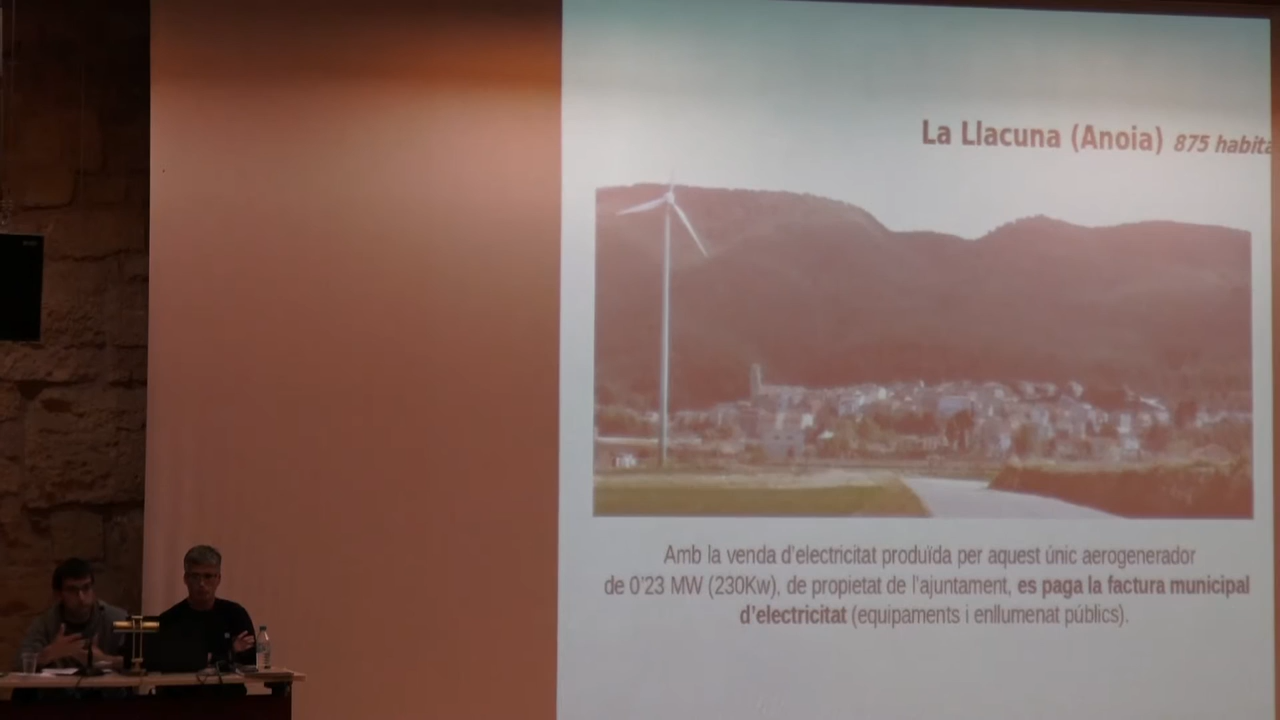 La Llacuna (Anoia) 875 habita
Amb la venda d'electricitat produïda per aquest únic aerogenerador
de 0'23 MW (230Kw), de propietat de l'ajuntament, es paga la factura municipal
d'electricitat (equipaments i enllumenat públics).